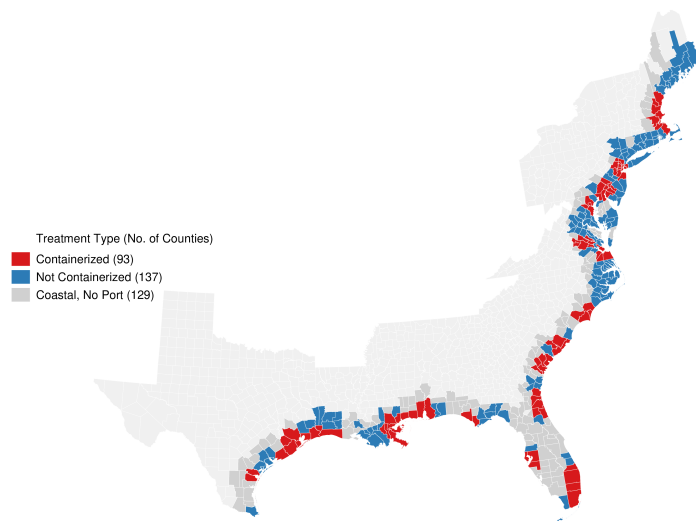 Treatment Type (No. of Counties)
Containerized (93)
Not Containerized (137)
Coastal, No Port (129)